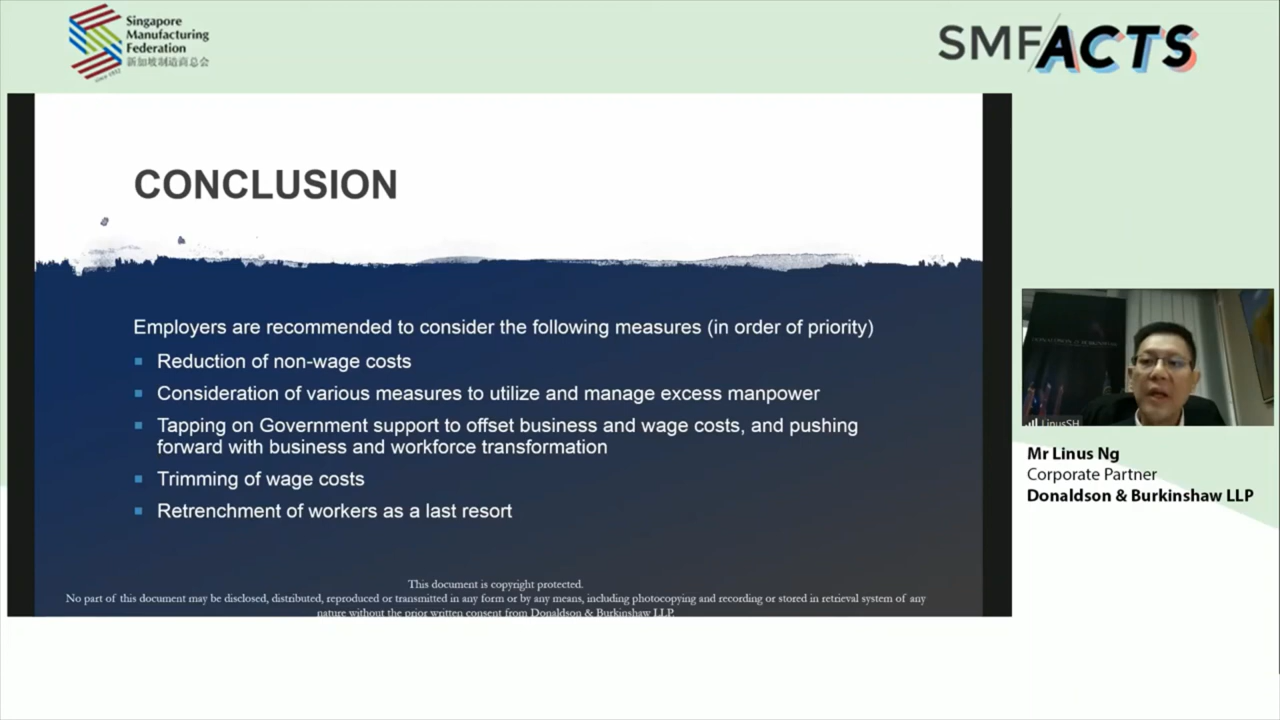 Singapore
Manufacturing
Federation
新加坡制造商总会
since 1932
SMF/ACTS
CONCLUSION
Employers are recommended to consider the following measures (in order of priority)
Reduction of non-wage costs
Consideration of various measures to utilize and manage excess manpower
Tapping on Government support to offset business and wage costs, and pushing
forward with business and workforce transformation
Trimming of wage costs
Retrenchment of workers as a last resort
This document is copyright protected.
No part of this document may be disclosed, distributed, reproduced or transmitted in any form or by any means, including photocopying and recording or stored in retrieval system of any
nature without the prior written consent from Donaldson & Burkinshaw LLP.
DONALDSON & BURKINSHAW
LinusSH
Mr Linus Ng
Corporate Partner
Donaldson & Burkinshaw LLP